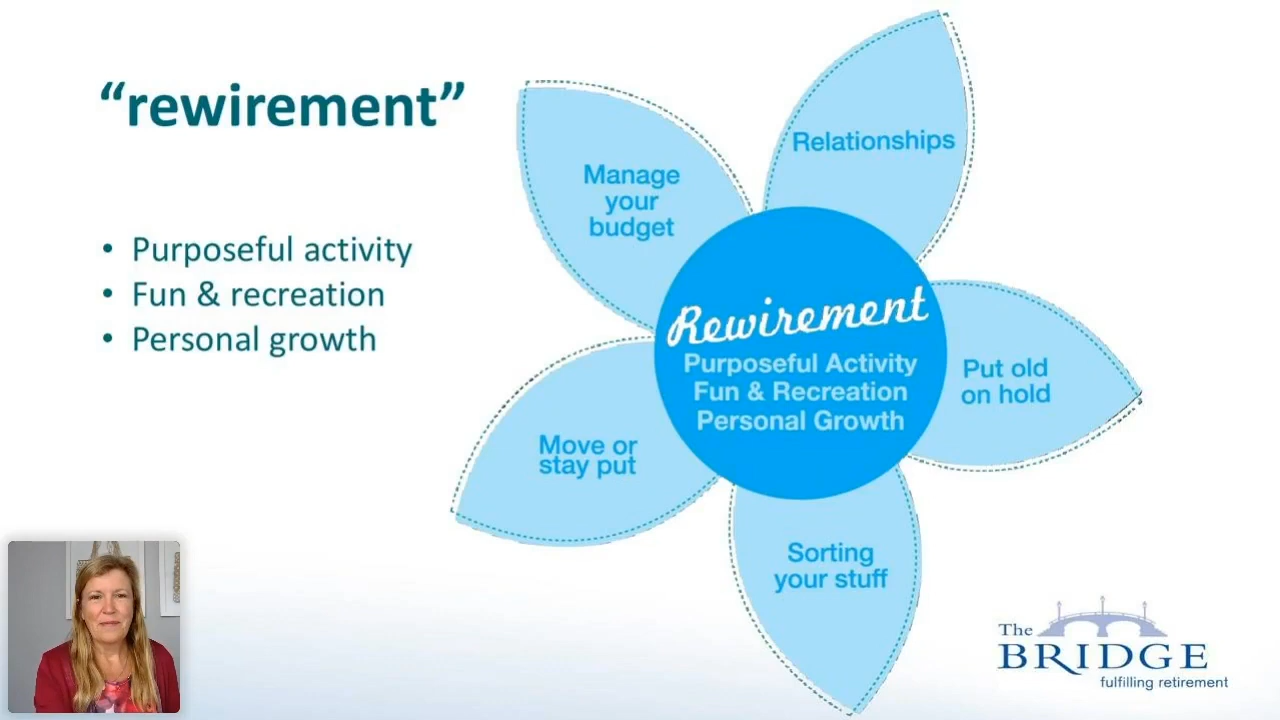 “rewirement”
• Purposeful activity
• Fun & recreation
• Personal growth
Manage
your
budget
Relationships
Rewirement
Purposeful Activity
Fun & Recreation
Personal Growth
Put old
on hold
Move or
stay put
Sorting
your stuff
The
BRIDGE
fulfilling retirement